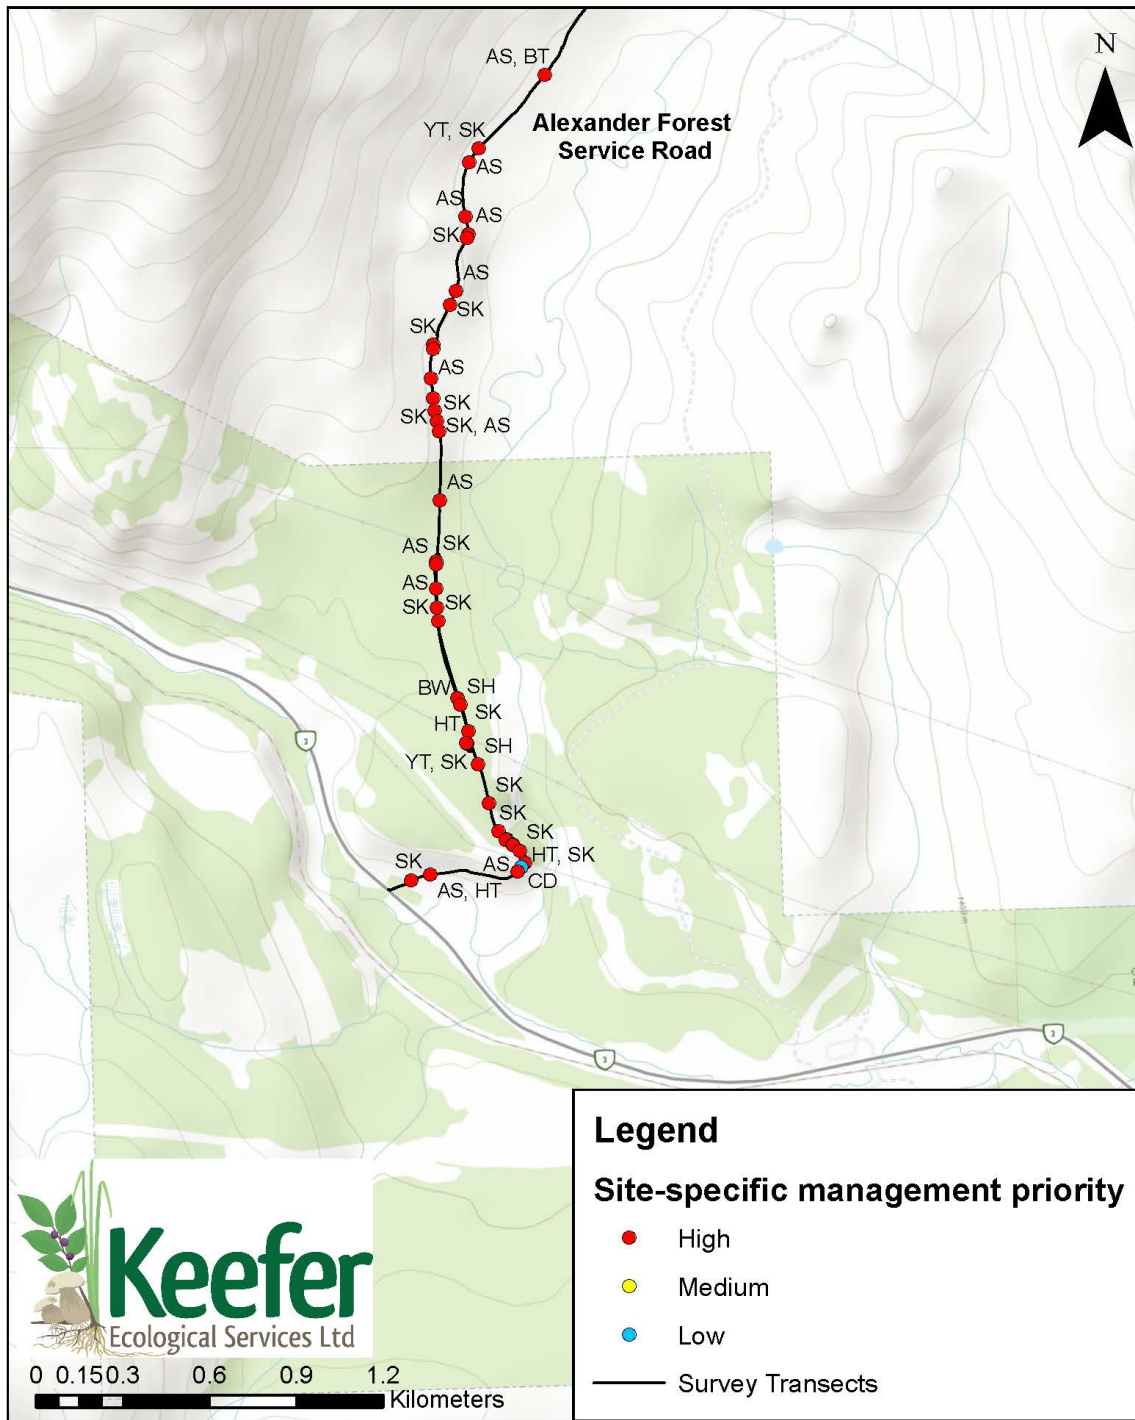 N
AS, BT
Alexander Forest
Service Road
YT, SK
AS
AS
AS
SK
AS
SK
SK
AS
SK
SK
SK, AS
AS
SK
AS
AS
SK
SK
BW
SH
SK
HT
SH
YT, SK
SK
SK
SK
HT, SK
AS
SK
AS, HT
CD
3
3
3
1400 m
Legend
Site-specific management priority
High
Medium
Low
Survey Transects
Keefer
Ecological Services Ltd
0 0.15 0.3 0.6 0.9 1.2
Kilometers